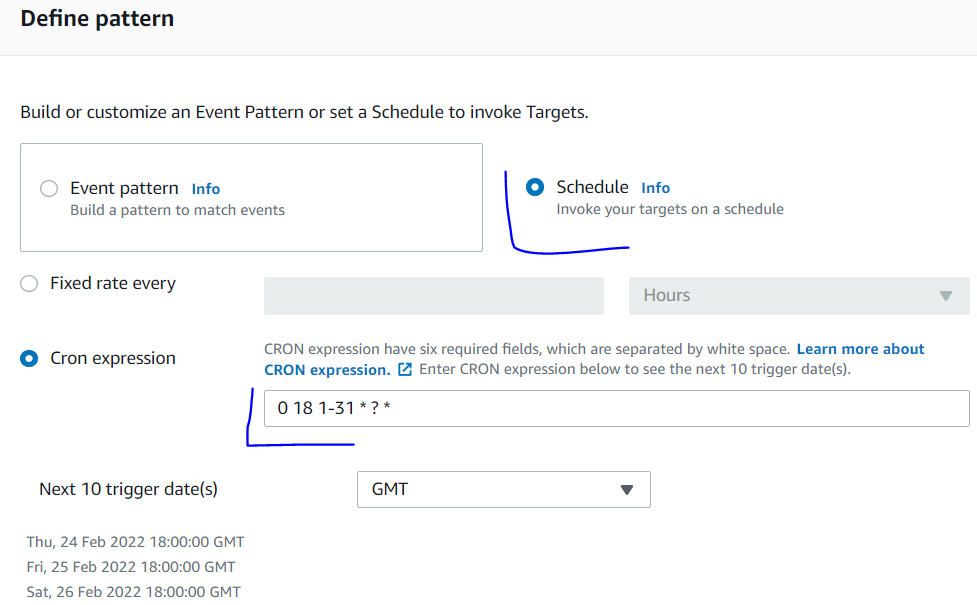 Define pattern
Build or customize an Event Pattern or set a Schedule to invoke Targets.
Event pattern Info
Build a pattern to match events
Schedule Info
Invoke your targets on a schedule
Fixed rate every
Hours
Cron expression
CRON expression have six required fields, which are separated by white space. Learn more about
CRON expression. Enter CRON expression below to see the next 10 trigger date(s).
0 18 1-31 * ? *
Next 10 trigger date(s)
GMT
Thu, 24 Feb 2022 18:00:00 GMT
Fri, 25 Feb 2022 18:00:00 GMT
Sat, 26 Feb 2022 18:00:00 GMT